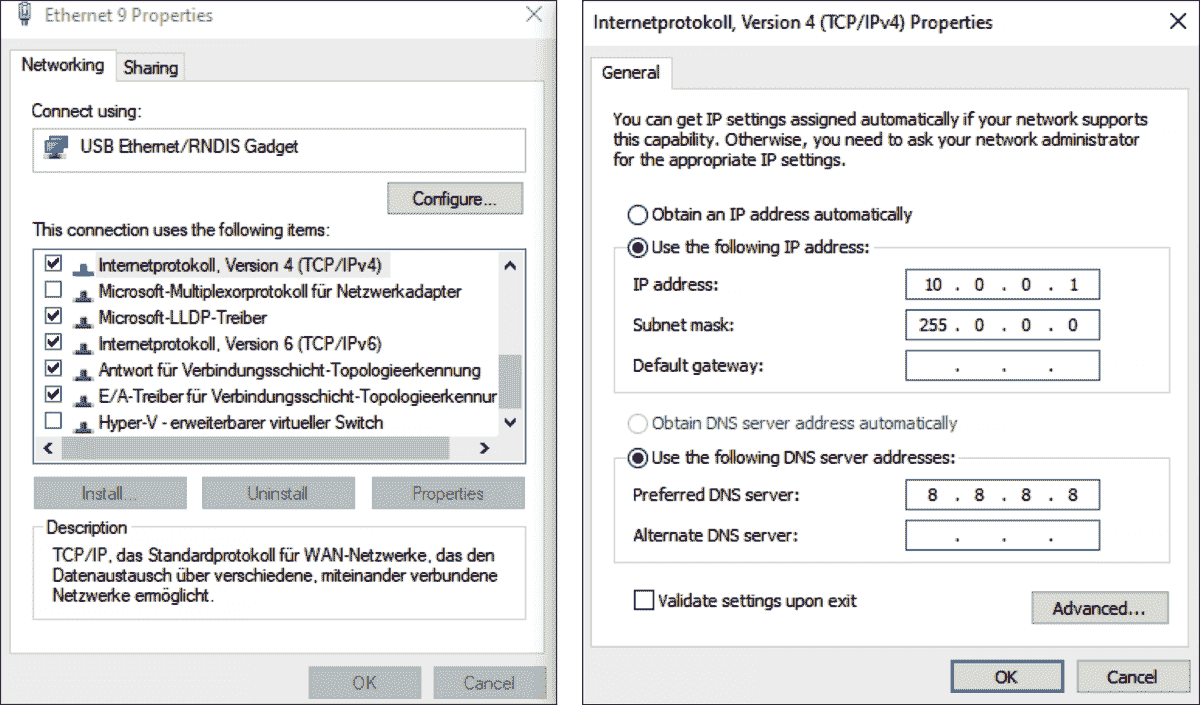 Ethernet 9 Properties
Networking
Sharing
Connect using:
USB Ethernet/RNDIS Gadget
Configure...
This connection uses the following items:
Internetprotokoll, Version 4 (TCP/IPv4)
Microsoft-Multiplexorprotokoll für Netzwerkadapter
Microsoft-LLDP-Treiber
Internetprotokoll, Version 6 (TCP/IPv6)
Antwort für Verbindungsschicht-Topologieerkennung
E/A-Treiber für Verbindungsschicht-Topologieerkennur
Hyper-V - erweiterbarer virtueller Switch
Install...
Uninstall
Properties
Description
TCP/IP, das Standardprotokoll für WAN-Netzwerke, das den
Datenaustausch über verschiedene, miteinander verbundene
Netzwerke ermöglicht.
OK
Cancel
Internetprotokoll, Version 4 (TCP/IPv4) Properties
General
You can get IP settings assigned automatically if your network supports
this capability. Otherwise, you need to ask your network administrator
for the appropriate IP settings.
Obtain an IP address automatically
Use the following IP address:
IP address:
10 . 0 . 0 . 1
Subnet mask:
255 . 0 . 0 . 0
Default gateway:
. . .
Obtain DNS server address automatically
Use the following DNS server addresses:
Preferred DNS server:
8 . 8 . 8 . 8
Alternate DNS server:
. . .
Validate settings upon exit
Advanced...
OK
Cancel